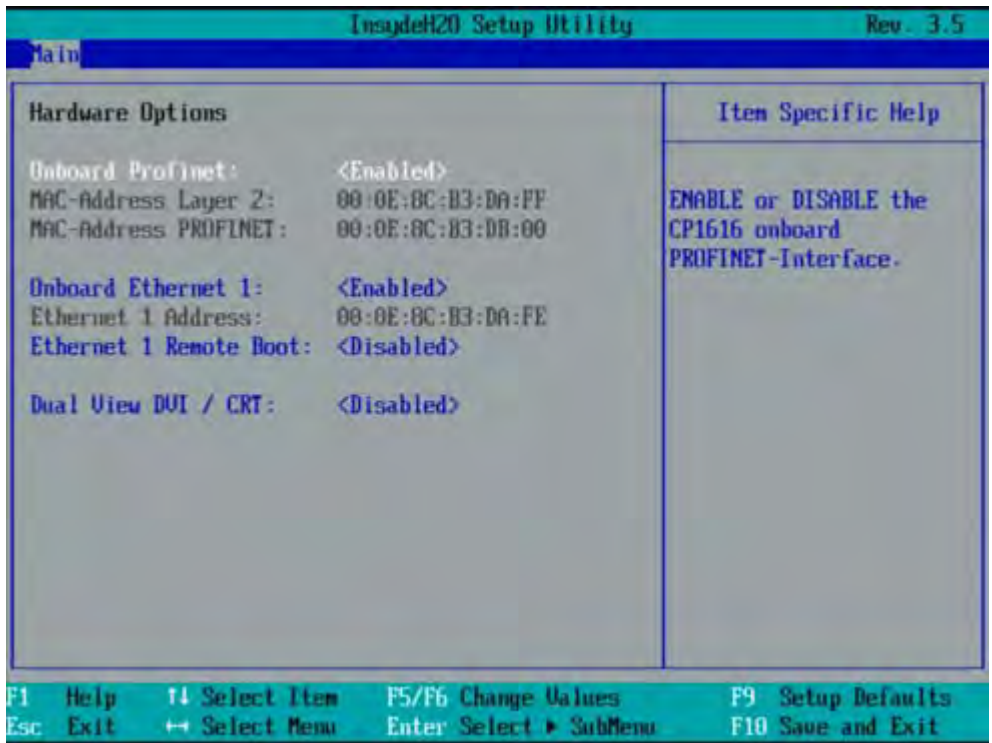 InsydeH2O Setup Utility Rev. 3.5
Main
Hardware Options
Onboard Profinet: <Enabled>
MAC-Address Layer 2: 00:0E:8C:B3:DA:FF
MAC-Address PROFINET: 00:0E:8C:B3:DB:00
Onboard Ethernet 1: <Enabled>
Ethernet 1 Address: 00:0E:8C:B3:DA:FE
Ethernet 1 Remote Boot: <Disabled>
Dual View DVI / CRT: <Disabled>
Item Specific Help
ENABLE or DISABLE the
CP1616 onboard
PROFINET-Interface.
F1 Help ↑↓ Select Item F5/F6 Change Values F9 Setup Defaults
Esc Exit ↔ Select Menu Enter Select ▶ SubMenu F10 Save and Exit